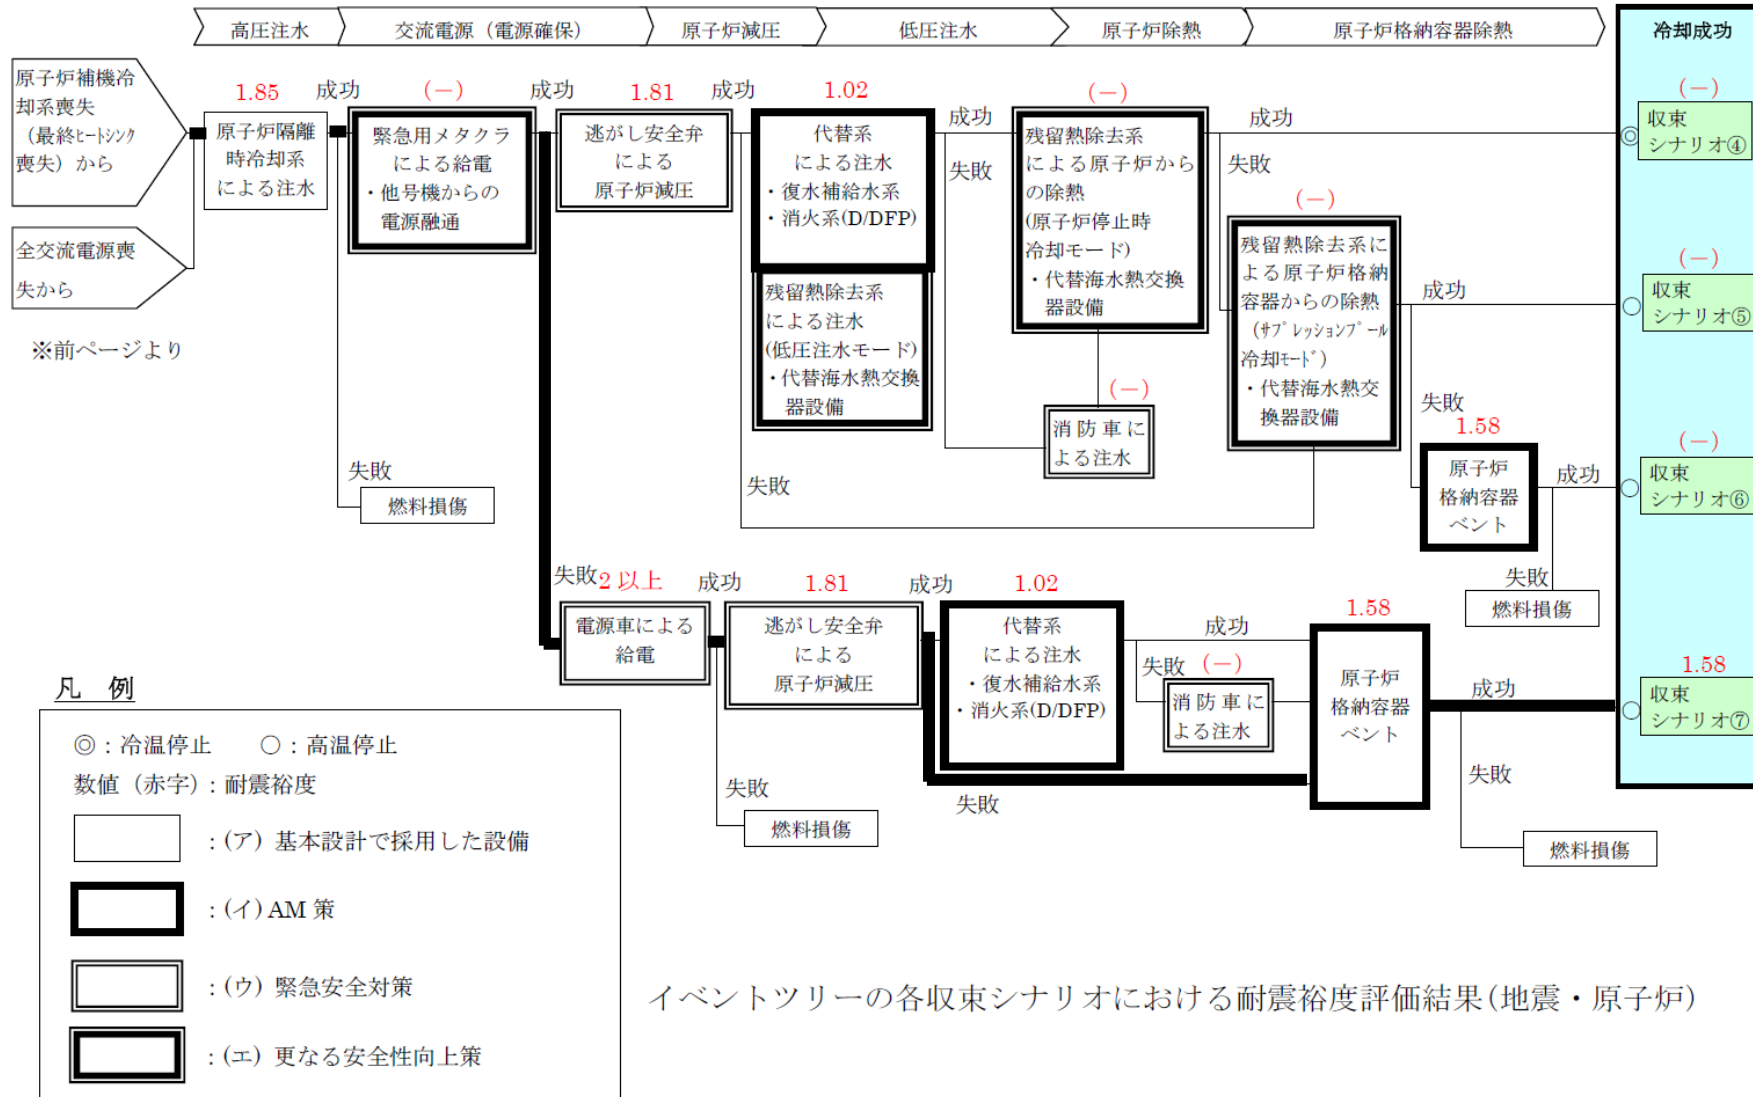 高圧注水
交流電源（電源確保）
原子炉減圧
低圧注水
原子炉除熱
原子炉格納容器除熱
冷却成功
原子炉補機冷
却系喪失
（最終ﾋｰﾄｼﾝｸ
喪失）から
全交流電源喪
失から
※前ページより
1.85
原子炉隔離
時冷却系
による注水
成功
失敗
燃料損傷
(－)
緊急用メタクラ
による給電
・他号機からの
電源融通
成功
1.81
逃がし安全弁
による
原子炉減圧
成功
失敗
1.02
代替系
による注水
・復水補給水系
・消火系(D/DFP)
残留熱除去系
による注水
(低圧注水モード)
・代替海水熱交換
器設備
成功
失敗
(－)
残留熱除去系
による原子炉から
の除熱
(原子炉停止時
冷却モード)
・代替海水熱交換
器設備
成功
失敗
(－)
消防車に
よる注水
(－)
残留熱除去系に
よる原子炉格納
容器からの除熱
（ｻﾌﾟﾚｯｼｮﾝﾌﾟｰﾙ
冷却ﾓｰﾄﾞ）
・代替海水熱交
換器設備
成功
失敗
1.58
原子炉
格納容器
ベント
成功
失敗
燃料損傷
(－)
収束
シナリオ④
(－)
収束
シナリオ⑤
(－)
収束
シナリオ⑥
失敗
2 以上
電源車による
給電
成功
失敗
燃料損傷
1.81
逃がし安全弁
による
原子炉減圧
成功
失敗
1.02
代替系
による注水
・復水補給水系
・消火系(D/DFP)
成功
失敗
(－)
消防車に
よる注水
1.58
原子炉
格納容器
ベント
成功
失敗
燃料損傷
1.58
収束
シナリオ⑦
凡　例
◎：冷温停止　○：高温停止
数値（赤字）：耐震裕度
：(ア) 基本設計で採用した設備
：(イ) AM 策
：(ウ) 緊急安全対策
：(エ) 更なる安全性向上策
イベントツリーの各収束シナリオにおける耐震裕度評価結果(地震・原子炉)